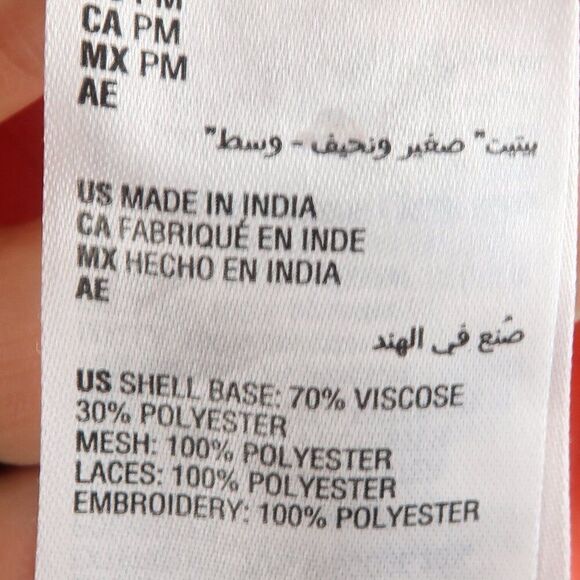 PM
CA PM
MX PM
AE
بيتيت" صغير ونحيف - وسط"
US MADE IN INDIA
CA FABRIQUÉ EN INDE
MX HECHO EN INDIA
AE
صُنع في الهند
US SHELL BASE: 70% VISCOSE
30% POLYESTER
MESH: 100% POLYESTER
LACES: 100% POLYESTER
EMBROIDERY: 100% POLYESTER